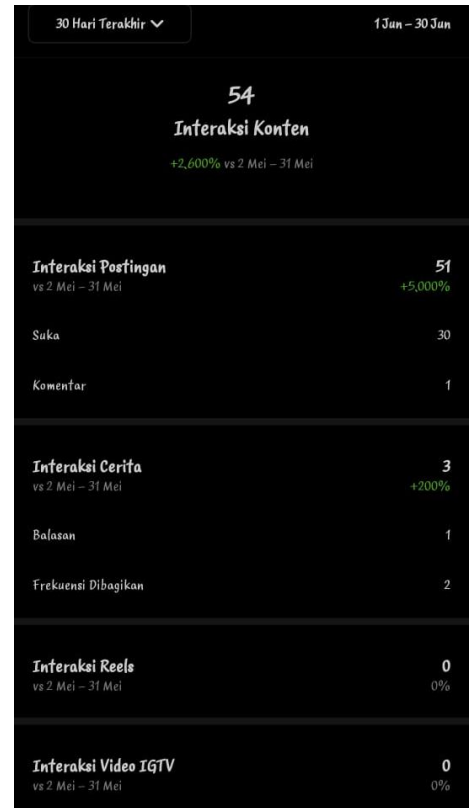 30 Hari Terakhir 1 Jun – 30 Jun
54
Interaksi Konten
+2,600% vs 2 Mei – 31 Mei
Interaksi Postingan 51
vs 2 Mei – 31 Mei +5,000%
Suka 30
Komentar 1
Interaksi Cerita 3
vs 2 Mei – 31 Mei +200%
Balasan 1
Frekuensi Dibagikan 2
Interaksi Reels 0
vs 2 Mei – 31 Mei 0%
Interaksi Video IGTV 0
vs 2 Mei – 31 Mei 0%